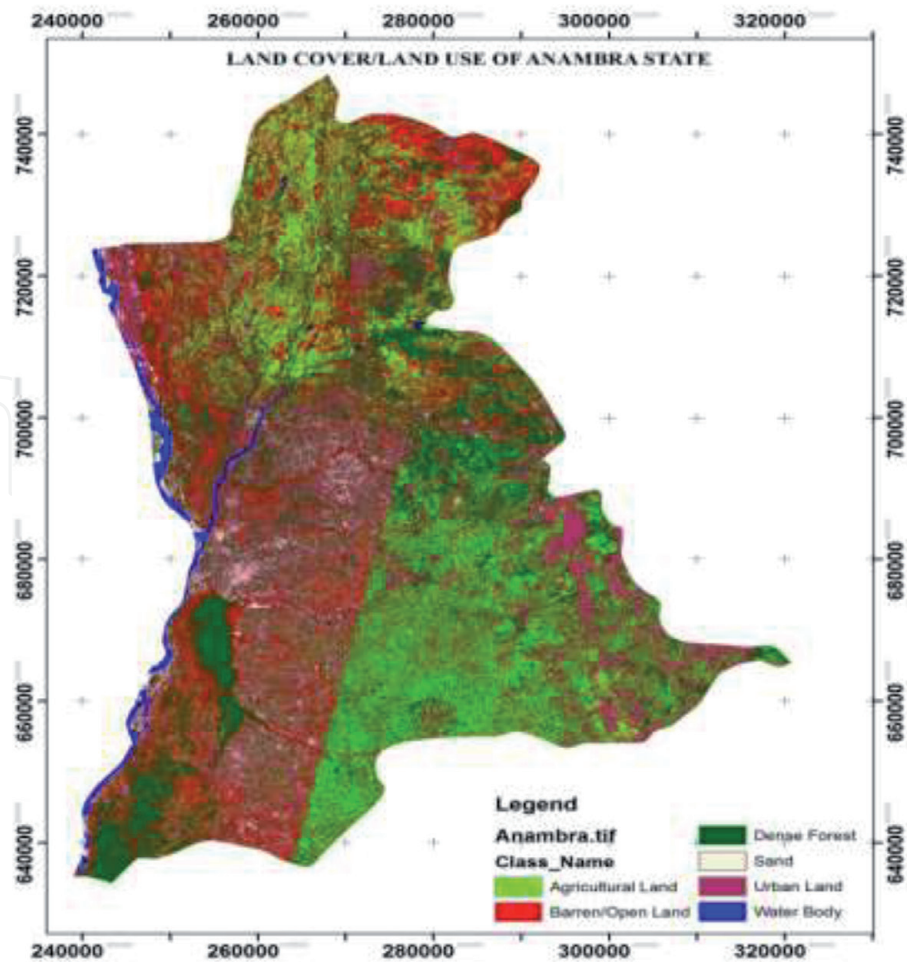 240000 260000 280000 300000 320000
LAND COVER/LAND USE OF ANAMBRA STATE
740000 740000
720000 720000
700000 700000
680000 680000
660000 660000
640000 640000
Legend
Anambra.tif
Class_Name
Agricultural Land
Barren/Open Land
Dense Forest
Sand
Urban Land
Water Body
240000 260000 280000 300000 320000